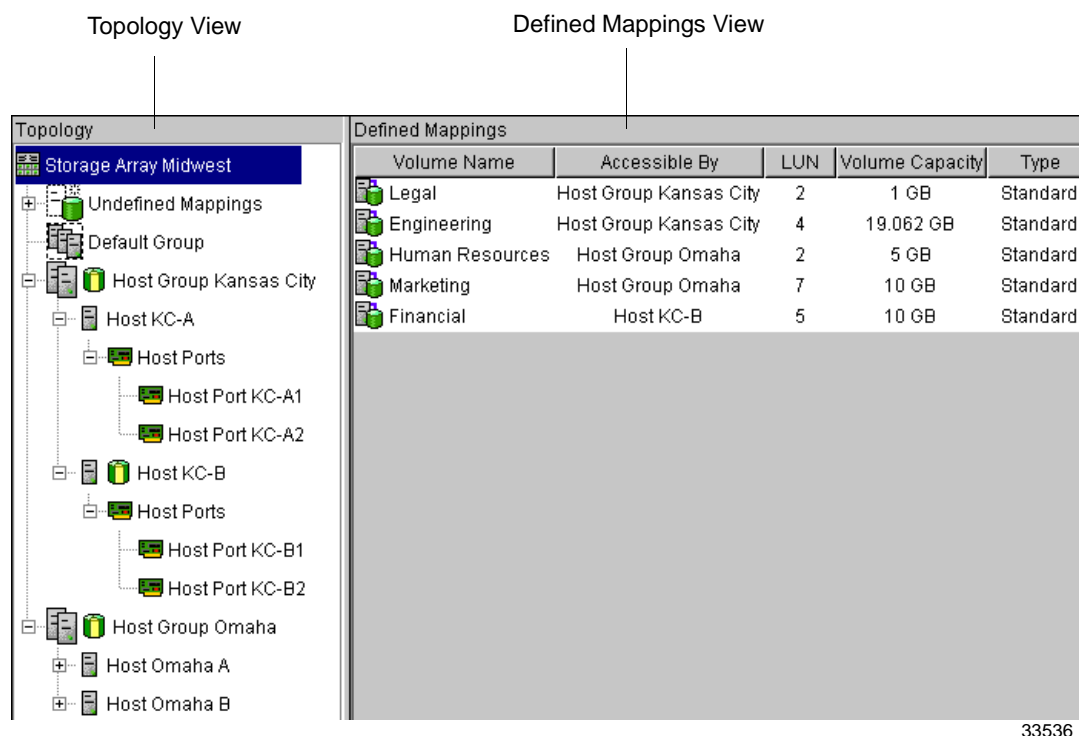 Topology View
Defined Mappings View
Topology
Storage Array Midwest
Undefined Mappings
Default Group
Host Group Kansas City
Host KC-A
Host Ports
Host Port KC-A1
Host Port KC-A2
Host KC-B
Host Ports
Host Port KC-B1
Host Port KC-B2
Host Group Omaha
Host Omaha A
Host Omaha B
Defined Mappings
Volume Name Accessible By LUN Volume Capacity Type
Legal Host Group Kansas City 2 1 GB Standard
Engineering Host Group Kansas City 4 19.062 GB Standard
Human Resources Host Group Omaha 2 5 GB Standard
Marketing Host Group Omaha 7 10 GB Standard
Financial Host KC-B 5 10 GB Standard
33536